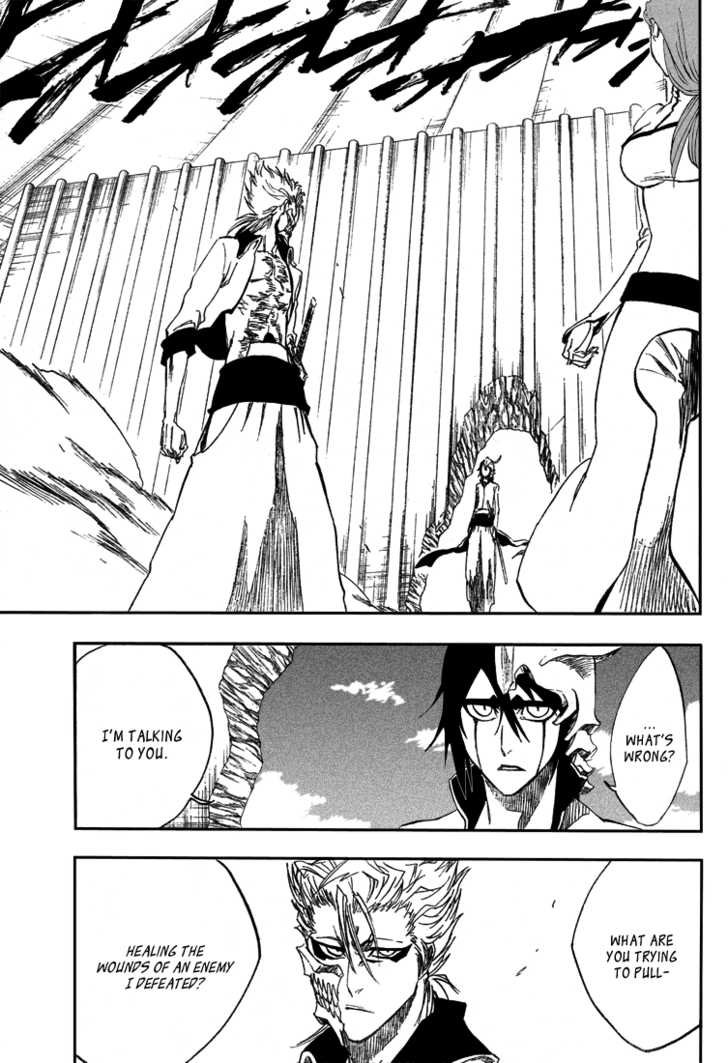 ...
WHAT'S
WRONG?
I'M TALKING
TO YOU.
WHAT ARE
YOU TRYING
TO PULL-
HEALING THE
WOUNDS OF AN ENEMY
I DEFEATED?